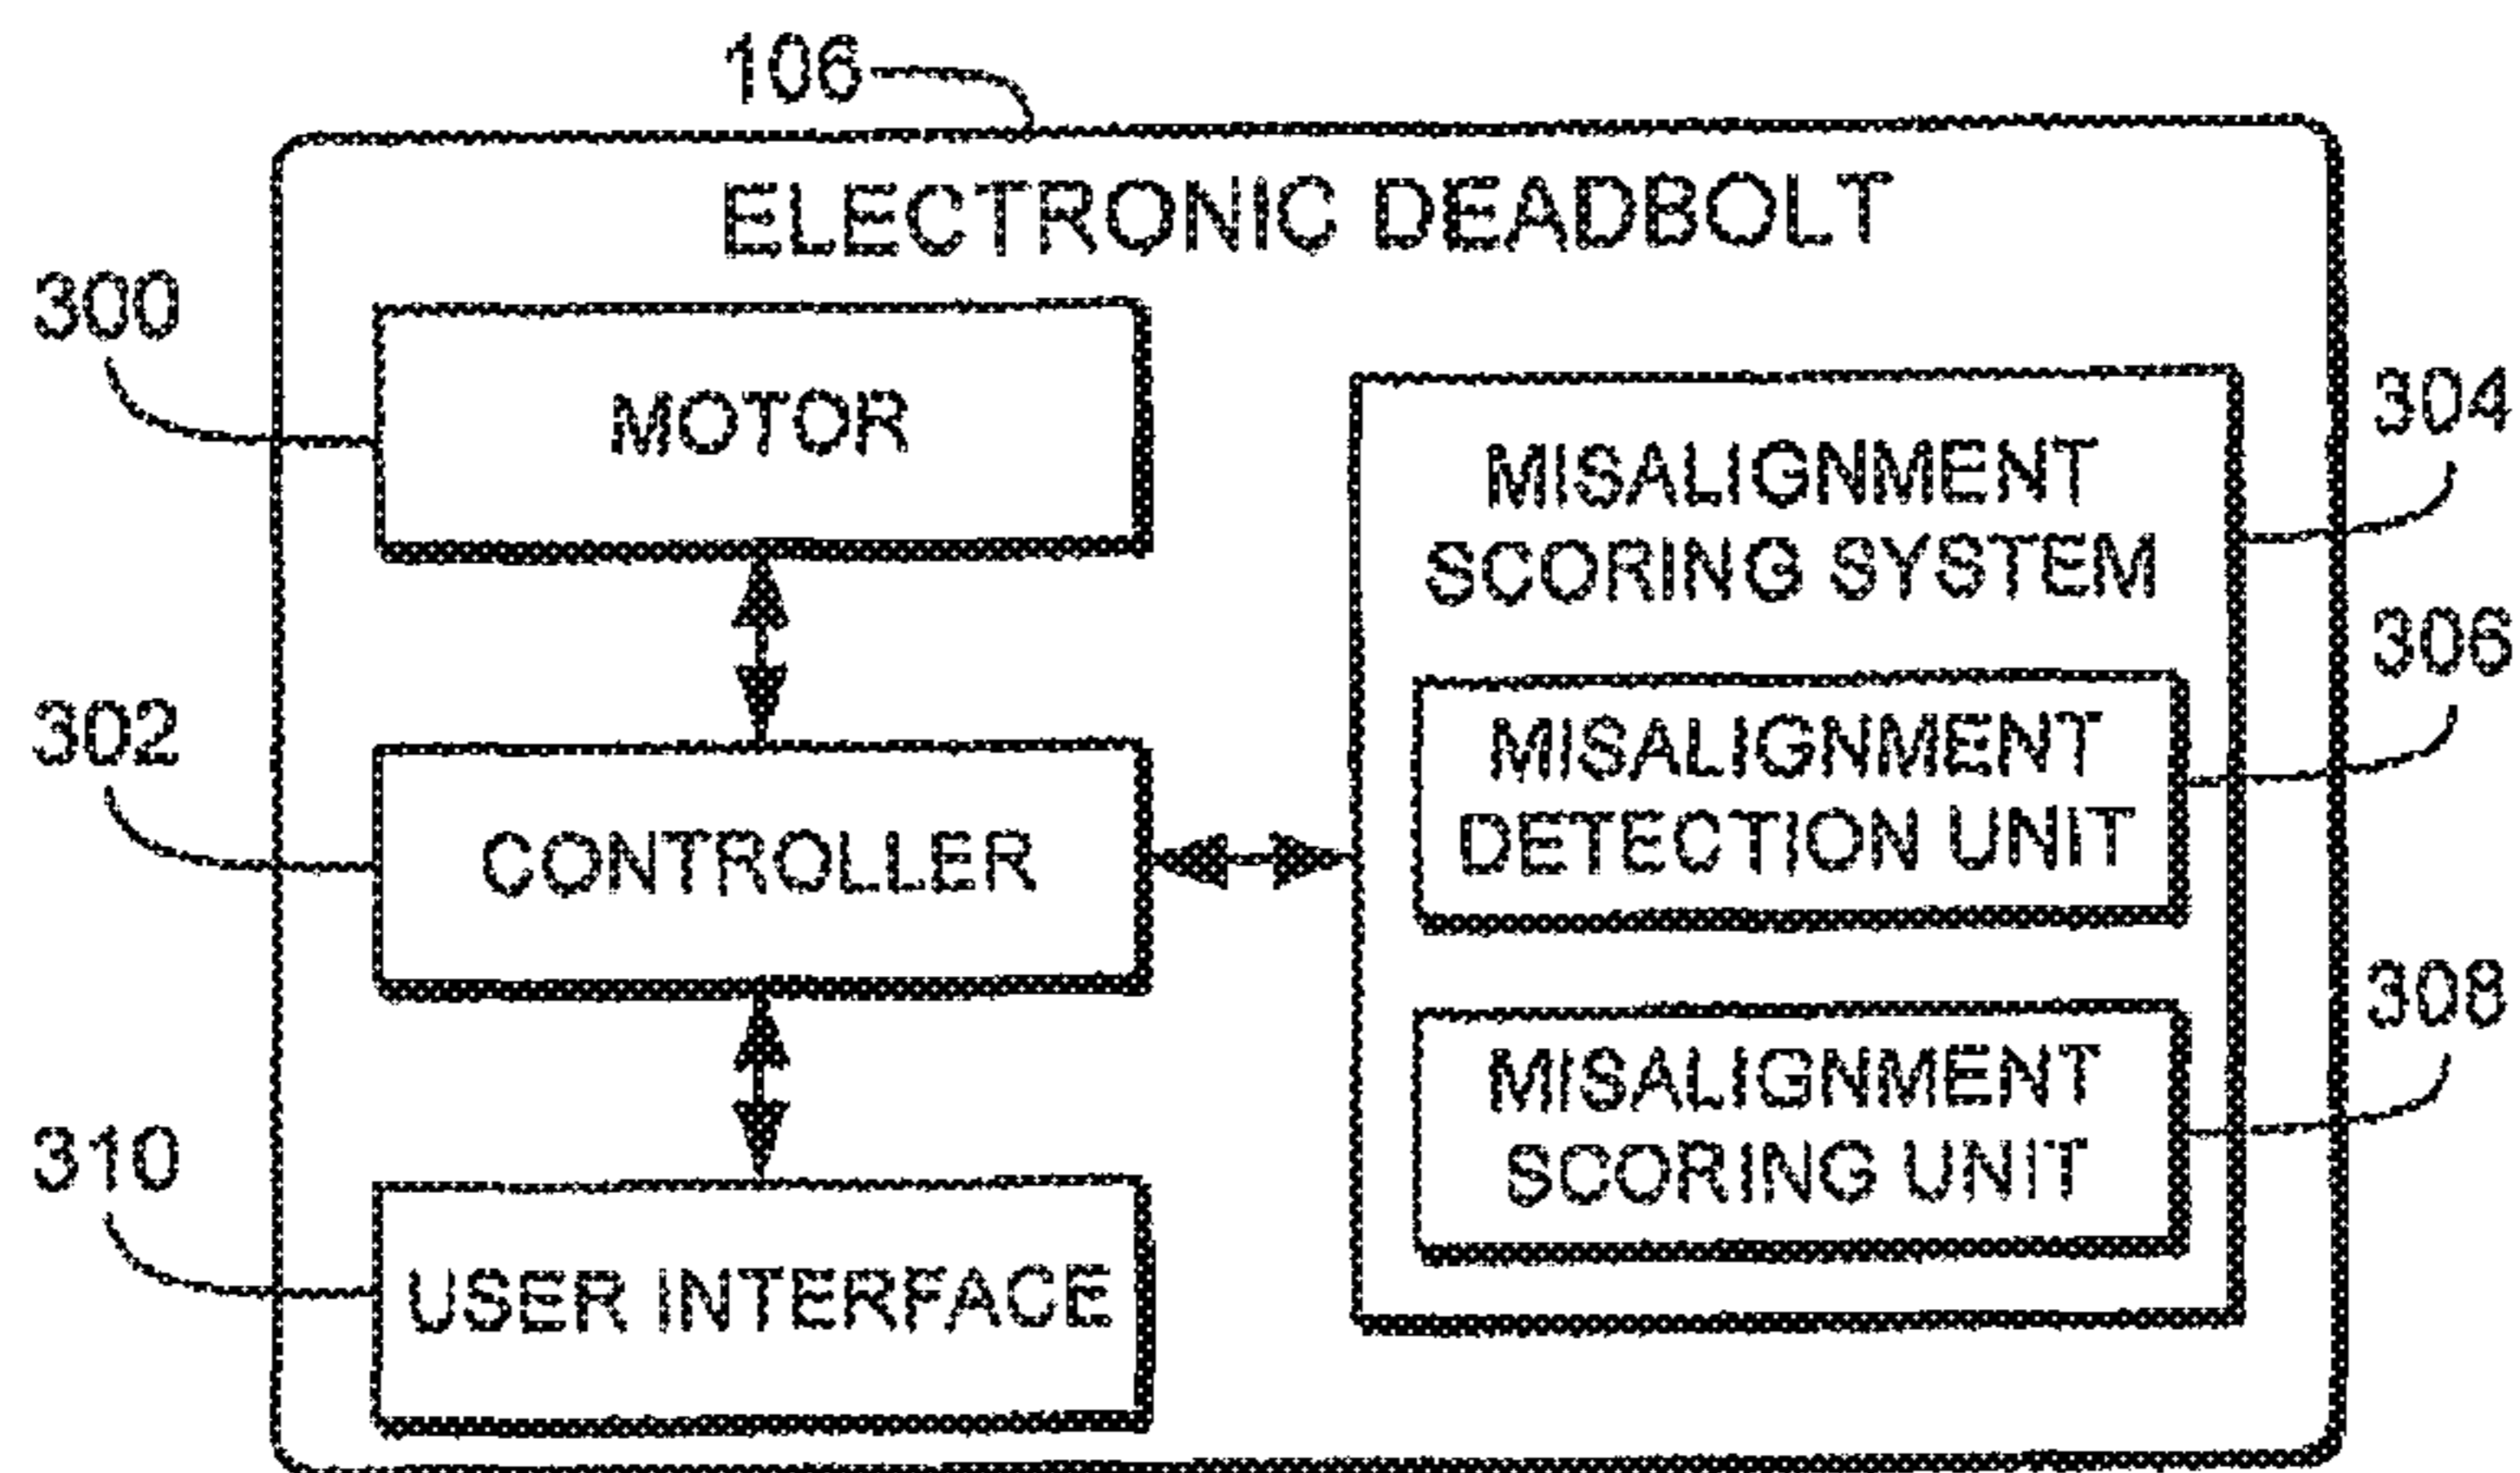 106
ELECTRONIC DEADBOLT
300
MOTOR
302
CONTROLLER
310
USER INTERFACE
304
MISALIGNMENT
SCORING SYSTEM
306
MISALIGNMENT
DETECTION UNIT
308
MISALIGNMENT
SCORING UNIT